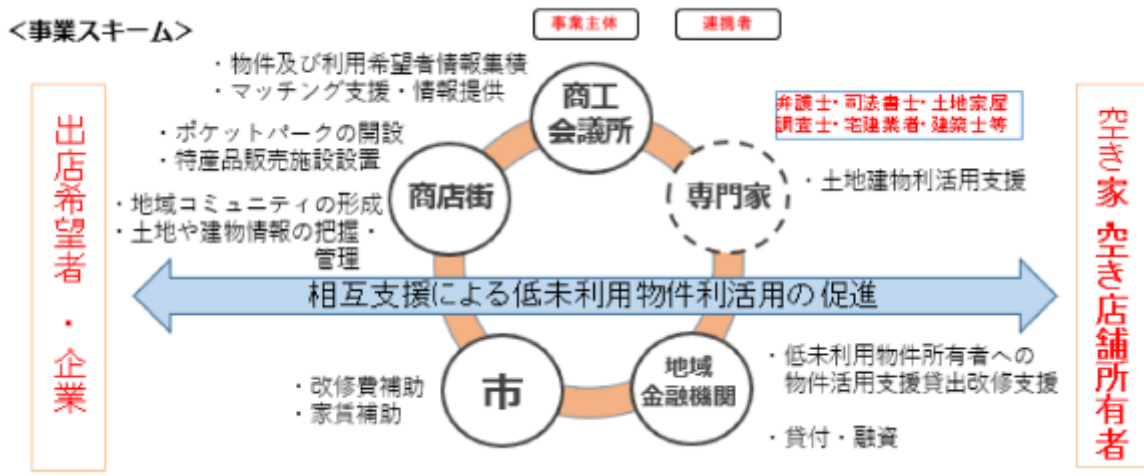 <事業スキーム>
事業主体
連携者
・物件及び利用希望者情報集積
・マッチング支援・情報提供
商工
会議所
弁護士・司法書士・土地家屋
調査士・宅建業者・建築士等
・ポケットパークの開設
・特産品販売施設設置
商店街
専門家
・土地建物利活用支援
・地域コミュニティの形成
・土地や建物情報の把握・
管理
出店希望者・企業
相互支援による低未利用物件利活用の促進
空き家 空き店舗所有者
・改修費補助
・家賃補助
市
地域
金融機関
・低未利用物件所有者への
物件活用支援貸出改修支援
・貸付・融資